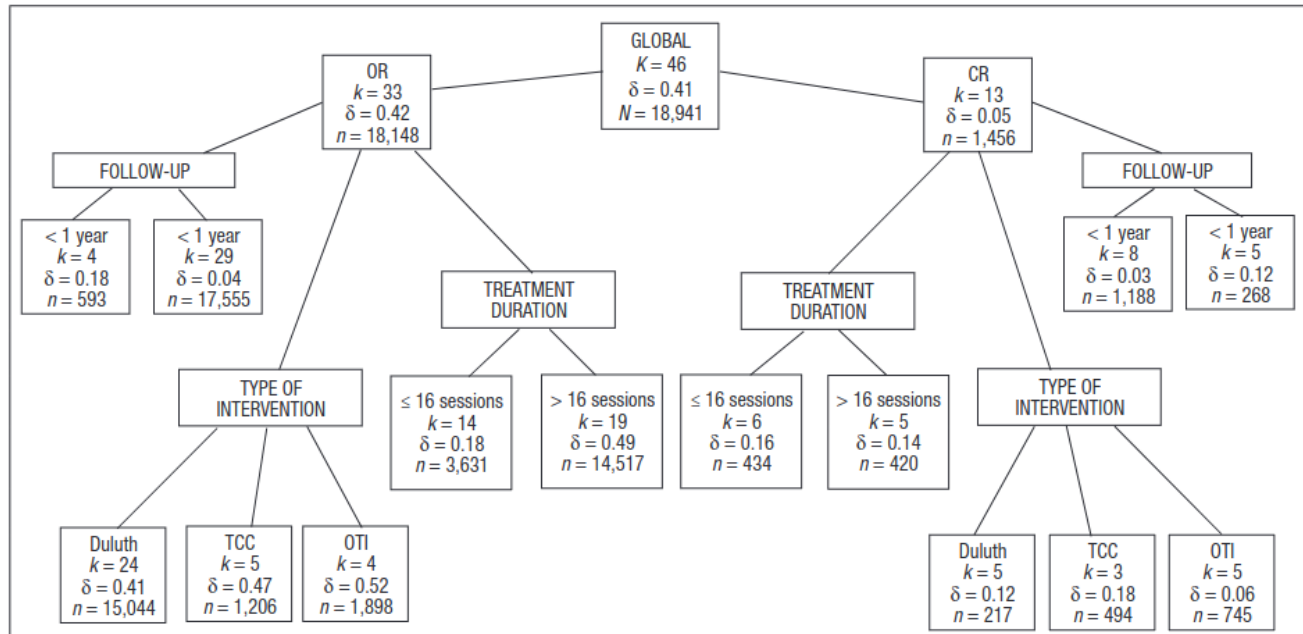 GLOBAL
K = 46
δ = 0.41
N = 18,941
OR
k = 33
δ = 0.42
n = 18,148
CR
k = 13
δ = 0.05
n = 1,456
FOLLOW-UP
< 1 year
k = 4
δ = 0.18
n = 593
< 1 year
k = 29
δ = 0.04
n = 17,555
TREATMENT
DURATION
≤ 16 sessions
k = 14
δ = 0.18
n = 3,631
> 16 sessions
k = 19
δ = 0.49
n = 14,517
TYPE OF
INTERVENTION
Duluth
k = 24
δ = 0.41
n = 15,044
TCC
k = 5
δ = 0.47
n = 1,206
OTI
k = 4
δ = 0.52
n = 1,898
FOLLOW-UP
< 1 year
k = 8
δ = 0.03
n = 1,188
< 1 year
k = 5
δ = 0.12
n = 268
TREATMENT
DURATION
≤ 16 sessions
k = 6
δ = 0.16
n = 434
> 16 sessions
k = 5
δ = 0.14
n = 420
TYPE OF
INTERVENTION
Duluth
k = 5
δ = 0.12
n = 217
TCC
k = 3
δ = 0.18
n = 494
OTI
k = 5
δ = 0.06
n = 745